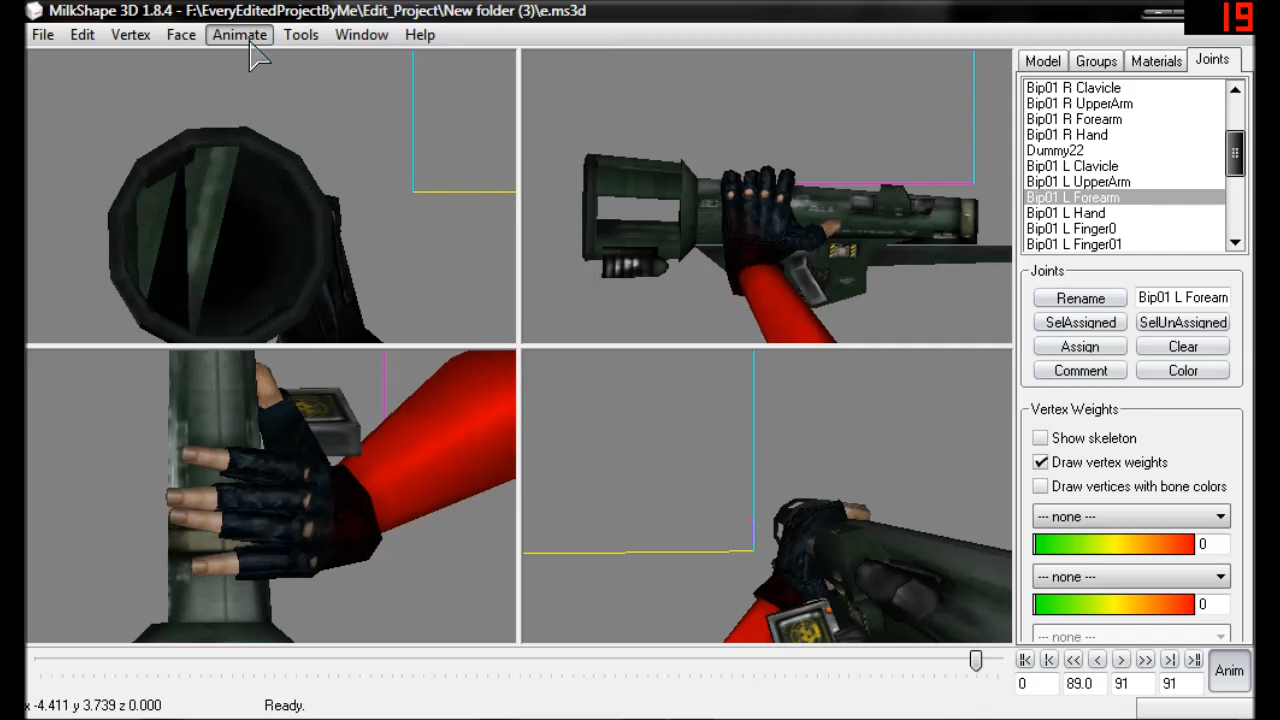 MilkShape 3D 1.8.4 - F:\EveryEditedProjectByMe\Edit_Project\New folder (3)\e.ms3d
19
File Edit Vertex Face Animate Tools Window Help
Model Groups Materials Joints
Bip01 R Clavicle
Bip01 R UpperArm
Bip01 R Forearm
Bip01 R Hand
Dummy22
Bip01 L Clavicle
Bip01 L UpperArm
Bip01 L Forearm
Bip01 L Hand
Bip01 L Finger0
Bip01 L Finger01
Joints
Rename Bip01 L Forearm
SelAssigned SelUnAssigned
Assign Clear
Comment Color
Vertex Weights
Show skeleton
Draw vertex weights
Draw vertices with bone colors
--- none ---
0
--- none ---
0
--- none ---
Anim
0 89.0 91 91
x -4.411 y 3.739 z 0.000 Ready.